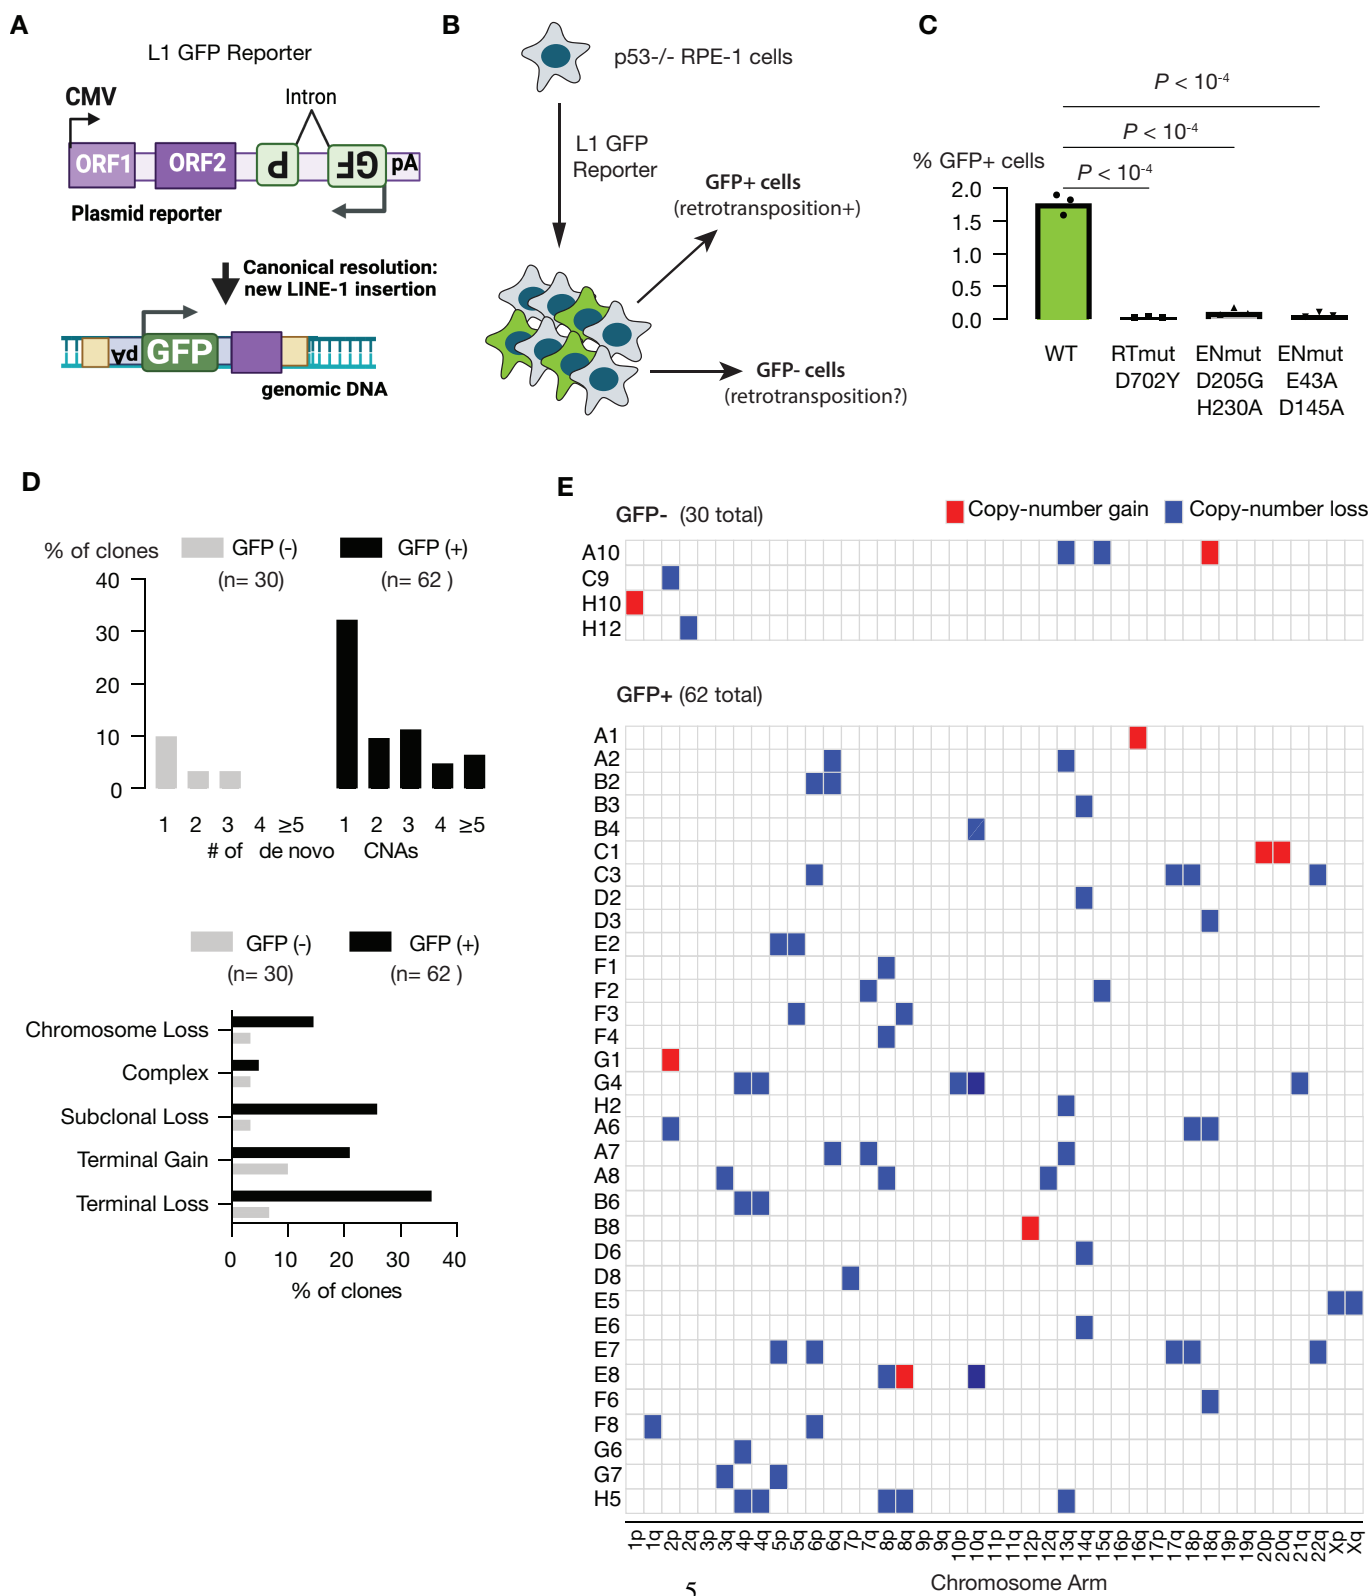 A
L1 GFP Reporter
CMV
Intron
ORF1
ORF2
P
GF
pA
Plasmid reporter
Canonical resolution:
new LINE-1 insertion
pA
GFP
genomic DNA
B
p53-/- RPE-1 cells
L1 GFP
Reporter
GFP+ cells
(retrotransposition+)
GFP- cells
(retrotransposition?)
C
P < 10-4
P < 10-4
% GFP+ cells
P < 10-4
2.0
1.5
1.0
0.5
0.0
WT
RTmut
D702Y
ENmut
D205G
H230A
ENmut
E43A
D145A
D
% of clones
GFP (-)
GFP (+)
(n= 30)
(n= 62 )
40
30
20
10
0
1 2 3 4 ≥5 1 2 3 4 ≥5
# of de novo CNAs
GFP (-)
GFP (+)
(n= 30)
(n= 62 )
Chromosome Loss
Complex
Subclonal Loss
Terminal Gain
Terminal Loss
0 10 20 30 40
% of clones
E
GFP- (30 total)
Copy-number gain
Copy-number loss
A10
C9
H10
H12
GFP+ (62 total)
A1
A2
B2
B3
B4
C1
C3
D2
D3
E2
F1
F2
F3
F4
G1
G4
H2
A6
A7
A8
B6
B8
D6
D8
E5
E6
E7
E8
F6
F8
G6
G7
H5
1p 1q 2p 2q 3p 3q 4p 4q 5p 5q 6p 6q 7p 7q 8p 8q 9p 9q 10p 10q 11p 11q 12p 12q 13q 14q 15q 16p 16q 17p 17q 18p 18q 19p 19q 20p 20q 21q 22q Xp Xq
Chromosome Arm
5